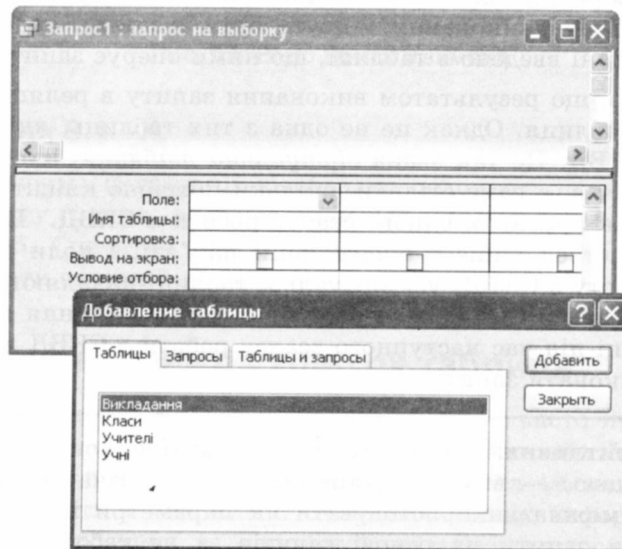 Запрос1 : запрос на выборку
Поле:
Имя таблицы:
Сортировка:
Вывод на экран:
Условие отбора:
Добавление таблицы
Таблицы Запросы Таблицы и запросы
Добавить
Закрыть
Викладання
Класи
Учителі
Учні